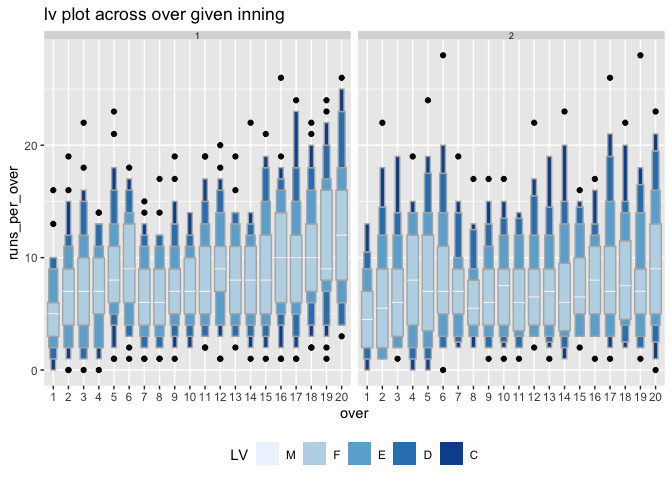 lv plot across over given inning
1 2
runs_per_over
20
10
0
1 2 3 4 5 6 7 8 9 10 11 12 13 14 15 16 17 18 19 20 1 2 3 4 5 6 7 8 9 10 11 12 13 14 15 16 17 18 19 20
over
LV M F E D C